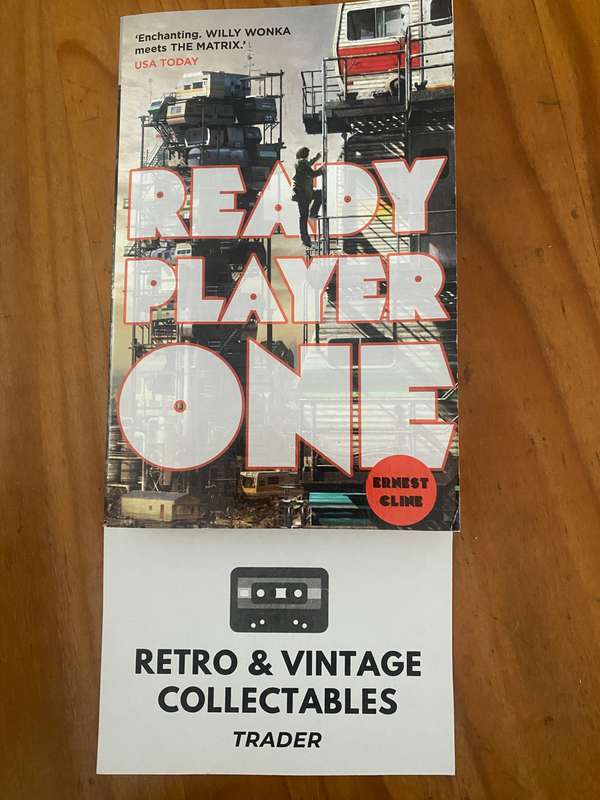 'Enchanting. WILLY WONKA
meets THE MATRIX.'
USA TODAY
READY
PLAYER
ONE
ERNEST
CLINE
RETRO & VINTAGE
COLLECTABLES
TRADER